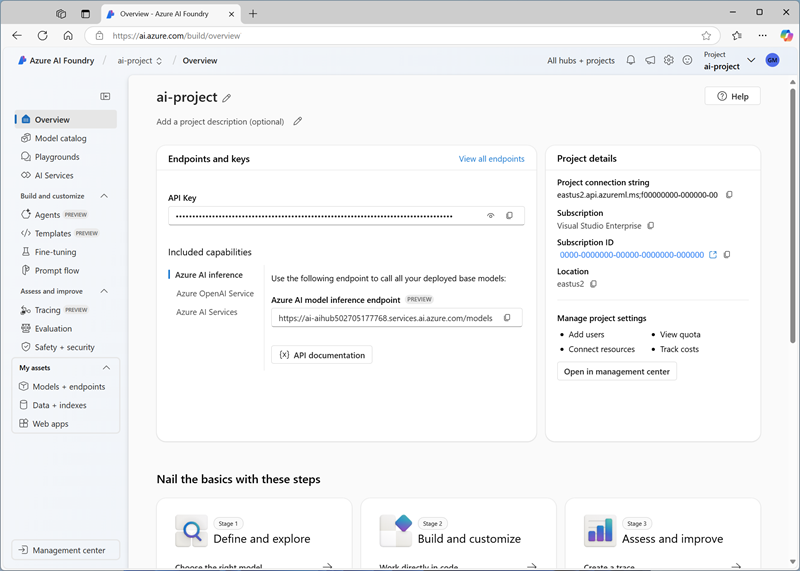 Overview - Azure AI Foundry
https://ai.azure.com/build/overview
Azure AI Foundry / ai-project / Overview
All hubs + projects
Project
ai-project
GM
Overview
Model catalog
Playgrounds
AI Services
Build and customize
Agents PREVIEW
Templates PREVIEW
Fine-tuning
Prompt flow
Assess and improve
Tracing PREVIEW
Evaluation
Safety + security
My assets
Models + endpoints
Data + indexes
Web apps
Management center
ai-project
Help
Add a project description (optional)
Endpoints and keys
View all endpoints
API Key
Included capabilities
Azure AI inference
Azure OpenAI Service
Azure AI Services
Use the following endpoint to call all your deployed base models:
Azure AI model inference endpoint PREVIEW
https://ai-aihub502705177768.services.ai.azure.com/models
{x} API documentation
Project details
Project connection string
eastus2.api.azureml.ms;f00000000-000000-00
Subscription
Visual Studio Enterprise
Subscription ID
0000-0000000-00000-0000000-000000
Location
eastus2
Manage project settings
• Add users
• View quota
• Connect resources
• Track costs
Open in management center
Nail the basics with these steps
Stage 1
Define and explore
Choose the right model
Stage 2
Build and customize
Work directly in code
Stage 3
Assess and improve
Create a trace